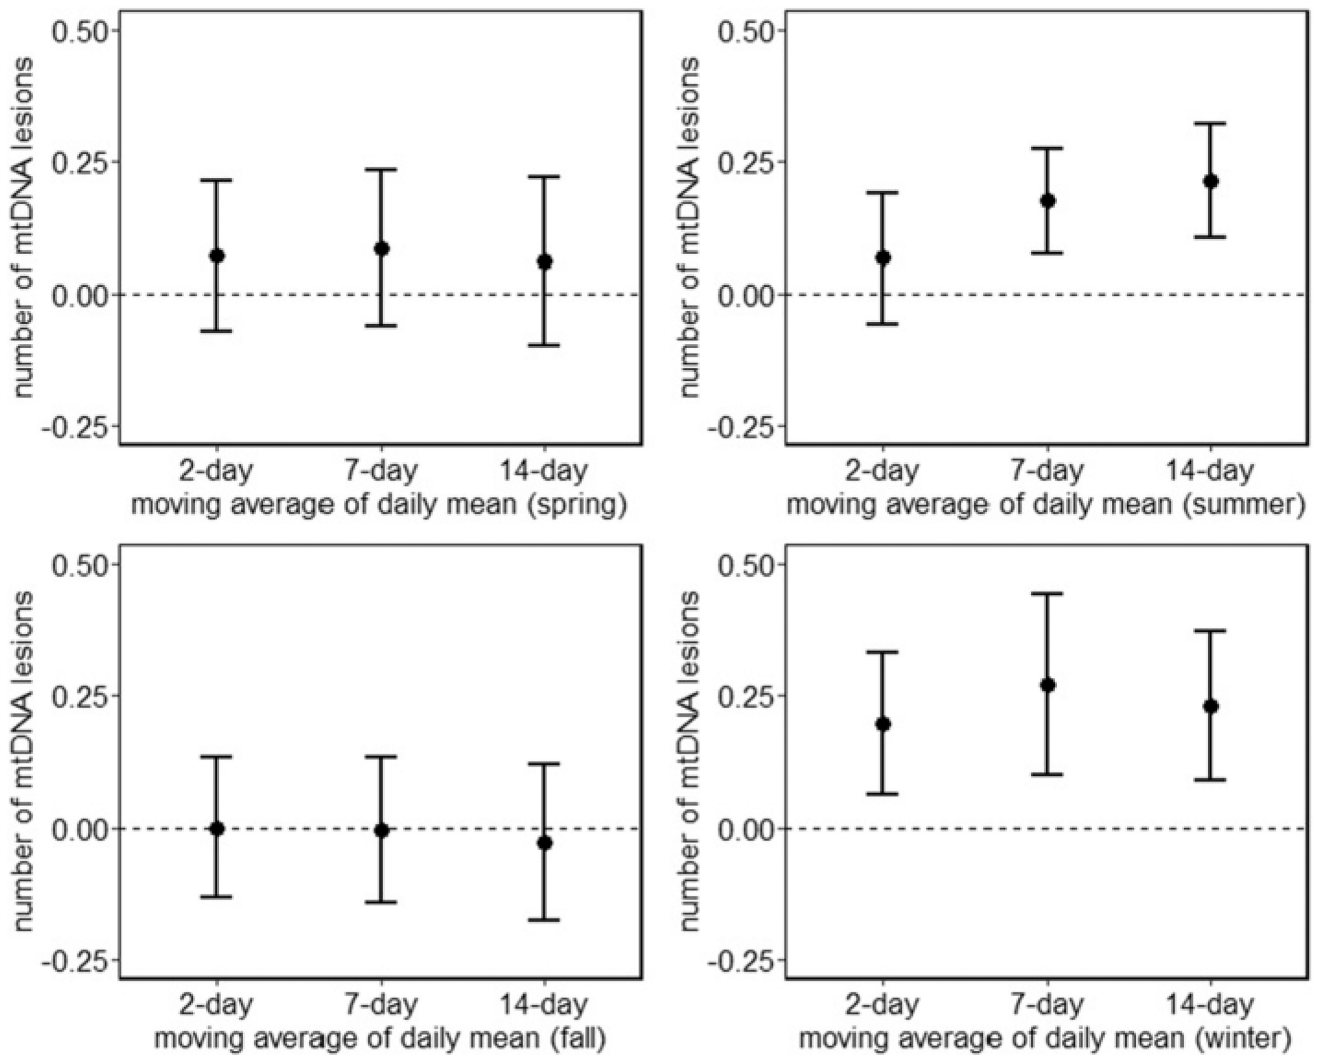 number of mtDNA lesions
0.50
0.25
0.00
-0.25
2-day 7-day 14-day
moving average of daily mean (spring)
number of mtDNA lesions
0.50
0.25
0.00
-0.25
2-day 7-day 14-day
moving average of daily mean (summer)
number of mtDNA lesions
0.50
0.25
0.00
-0.25
2-day 7-day 14-day
moving average of daily mean (fall)
number of mtDNA lesions
0.50
0.25
0.00
-0.25
2-day 7-day 14-day
moving average of daily mean (winter)